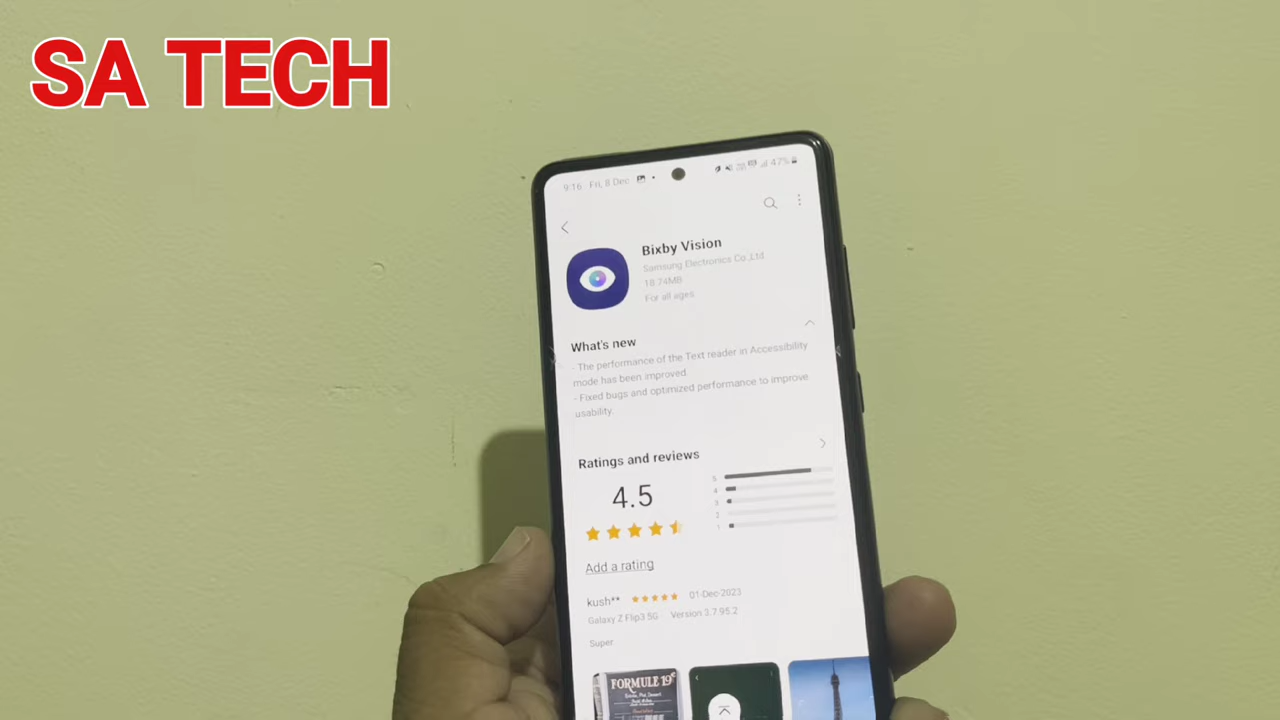 SA TECH
9:16 Fri, 8 Dec
47%
Bixby Vision
Samsung Electronics Co.,Ltd.
18.74MB
For all ages
What's new
- The performance of the Text reader in Accessibility
mode has been improved.
- Fixed bugs and optimized performance to improve
usability.
Ratings and reviews
4.5
5
4
3
2
1
Add a rating
kush** 01-Dec-2023
Galaxy Z Flip3 5G Version 3.7.95.2
Super
FORMULE 19€